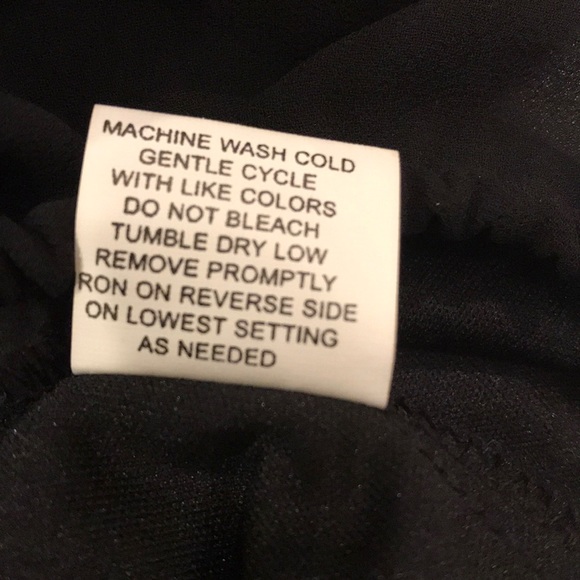 MACHINE WASH COLD
GENTLE CYCLE
WITH LIKE COLORS
DO NOT BLEACH
TUMBLE DRY LOW
REMOVE PROMPTLY
RON ON REVERSE SIDE
ON LOWEST SETTING
AS NEEDED